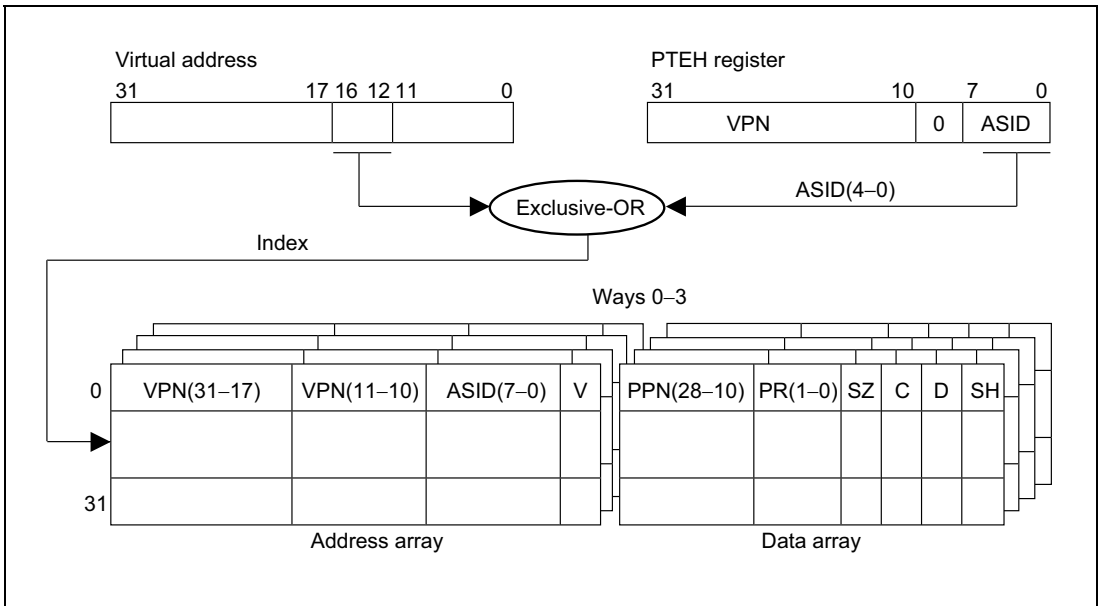 Virtual address
31 17 16 12 11 0
PTEH register
31 10 7 0
VPN 0 ASID
ASID(4–0)
Exclusive-OR
Index
Ways 0–3
0 VPN(31–17) VPN(11–10) ASID(7–0) V PPN(28–10) PR(1–0) SZ C D SH
31
Address array
Data array